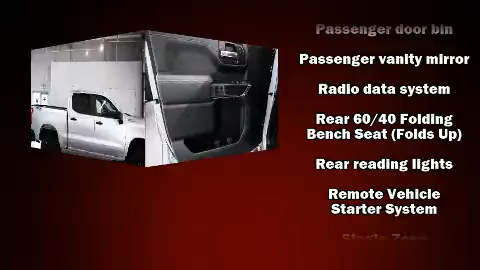 Passenger door bin
Passenger vanity mirror
Radio data system
Rear 60/40 Folding
Bench Seat (Folds Up)
Rear reading lights
Remote Vehicle
Starter System